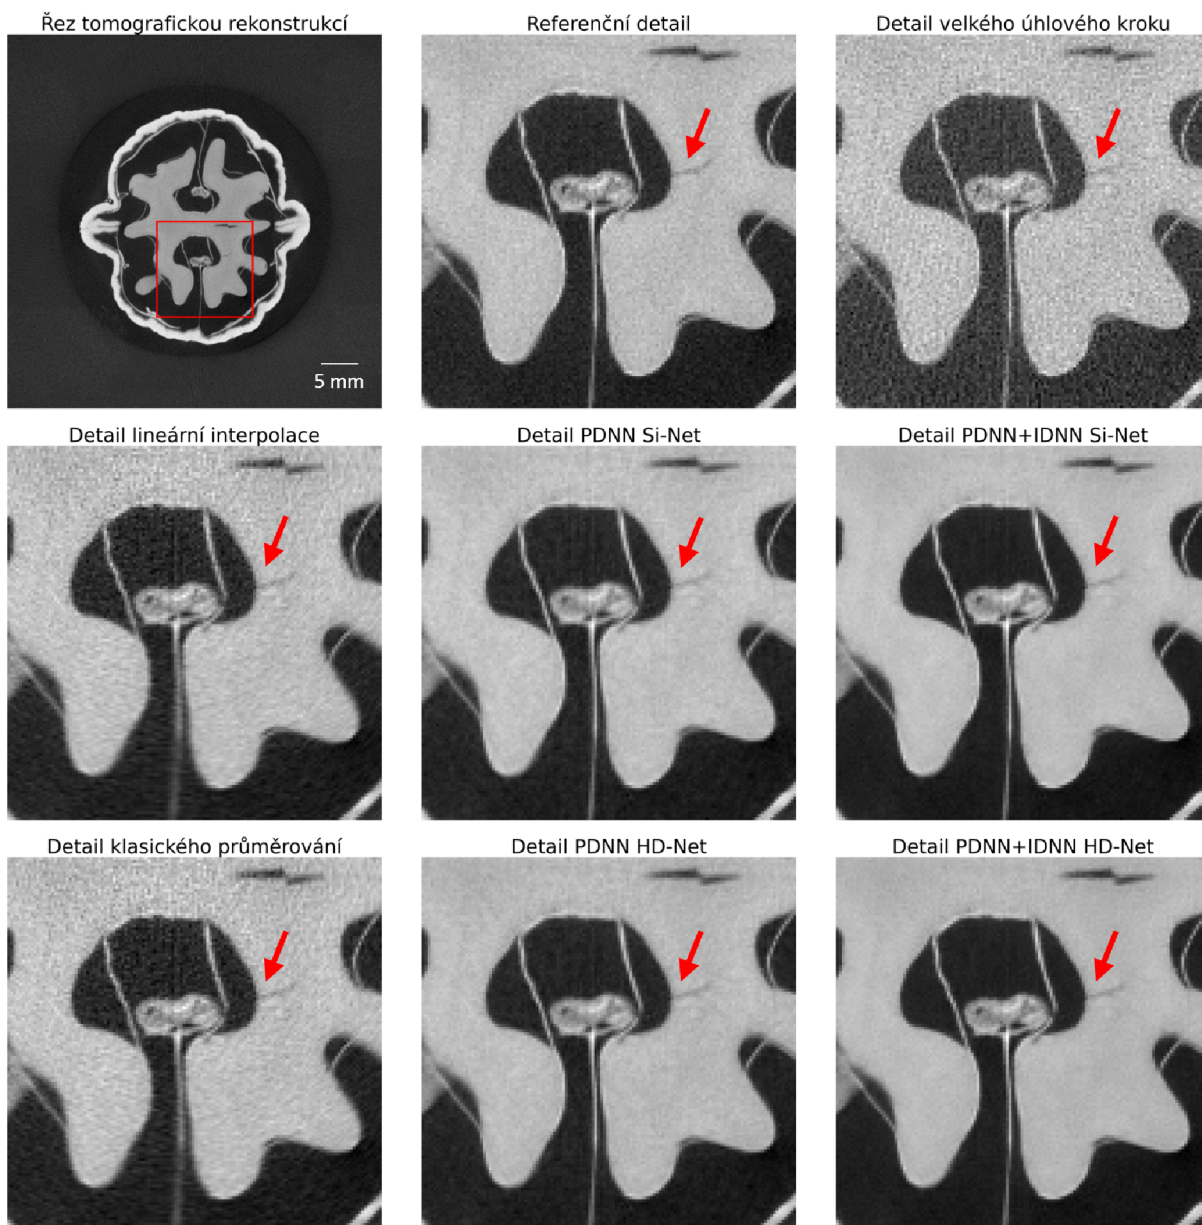 Řez tomografickou rekonstrukcí
Referenční detail
Detail velkého úhlového kroku
5 mm
Detail lineární interpolace
Detail PDNN Si-Net
Detail PDNN+IDNN Si-Net
Detail klasického průměrování
Detail PDNN HD-Net
Detail PDNN+IDNN HD-Net